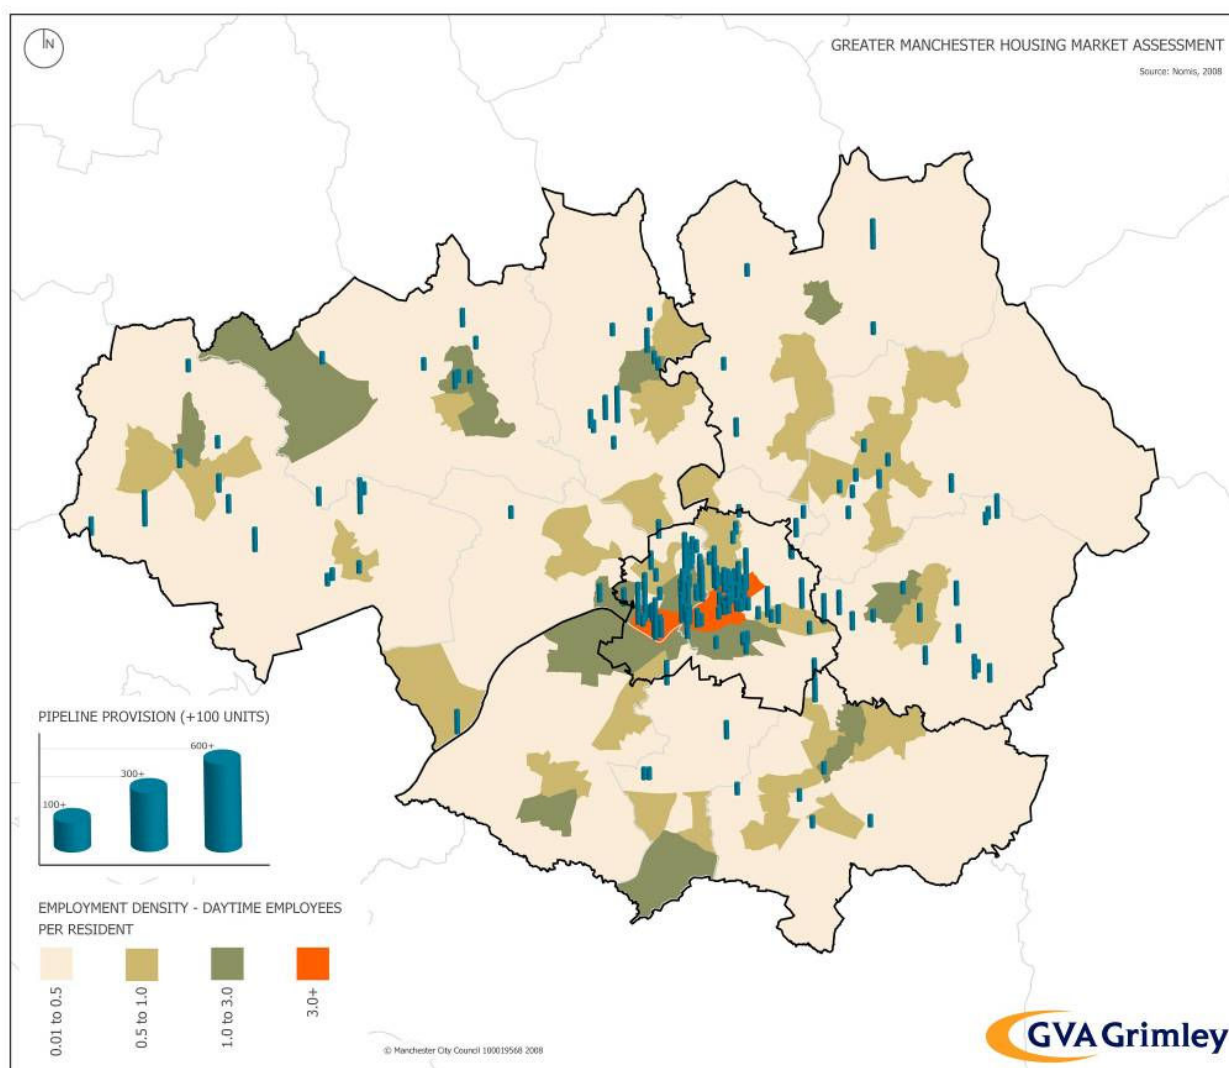 N
GREATER MANCHESTER HOUSING MARKET ASSESSMENT
Source: Nomis, 2008
PIPELINE PROVISION (+100 UNITS)
600+
300+
100+
EMPLOYMENT DENSITY - DAYTIME EMPLOYEES
PER RESIDENT
0.01 to 0.5
0.5 to 1.0
1.0 to 3.0
3.0+
© Manchester City Council 100019568 2008
GVA Grimley